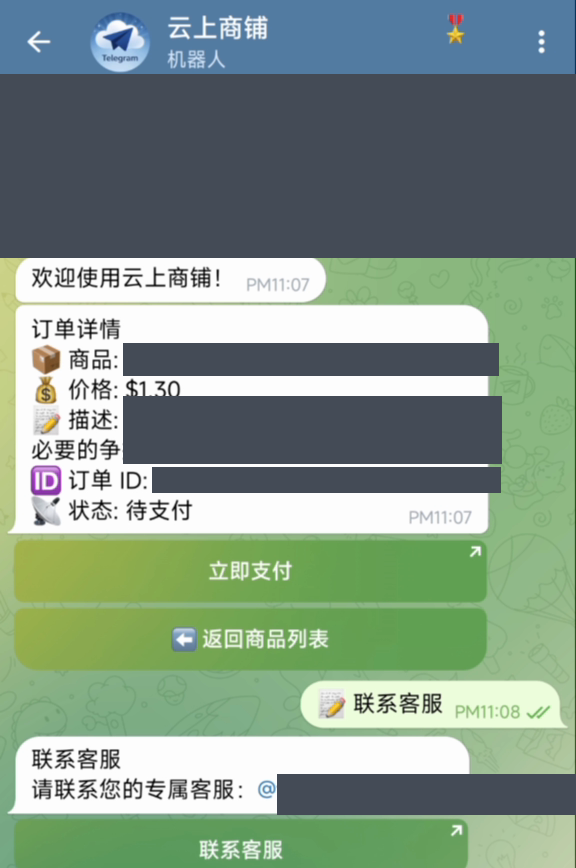 云上商铺
Telegram
机器人
欢迎使用云上商铺！ PM11:07
订单详情
📦 商品:
💰 价格: $1.30
📝 描述:
必要的争
🆔 订单 ID:
📡 状态: 待支付 PM11:07
立即支付
⬅️ 返回商品列表
📝 联系客服 PM11:08
联系客服
请联系您的专属客服：@
联系客服